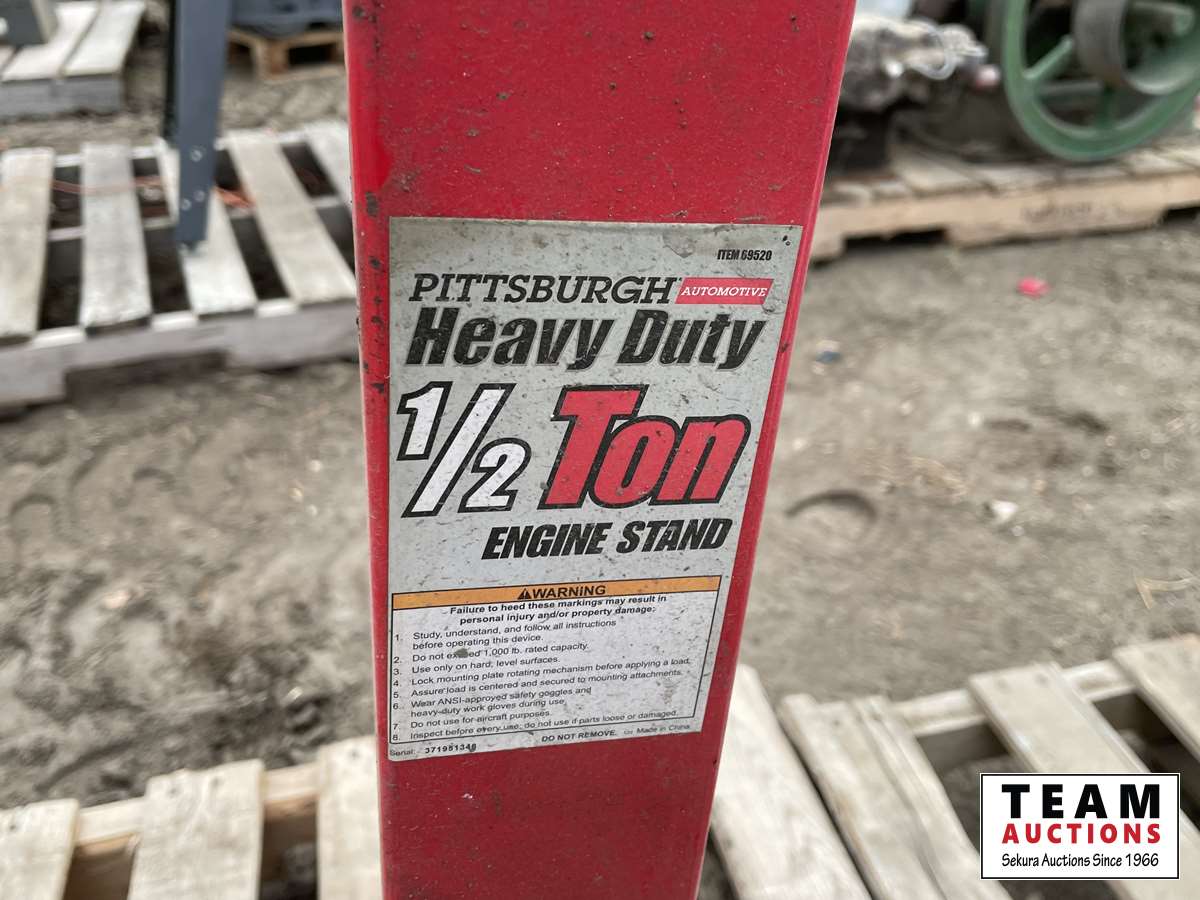 ITEM 69520
PITTSBURGH AUTOMOTIVE
Heavy Duty
1/2 Ton
ENGINE STAND
⚠WARNING
Failure to heed these markings may result in
personal injury and/or property damage:
1. Study, understand, and follow all instructions
before operating this device.
2. Do not exceed 1,000 lb. rated capacity.
3. Use only on hard, level surfaces.
4. Lock mounting plate rotating mechanism before applying a load.
5. Assure load is centered and secured to mounting attachments.
6. Wear ANSI-approved safety goggles and
heavy-duty work gloves during use.
7. Do not use for aircraft purposes.
8. Inspect before every use; do not use if parts loose or damaged.
DO NOT REMOVE. Made in China
Serial:
TEAM
AUCTIONS
Sekura Auctions Since 1966